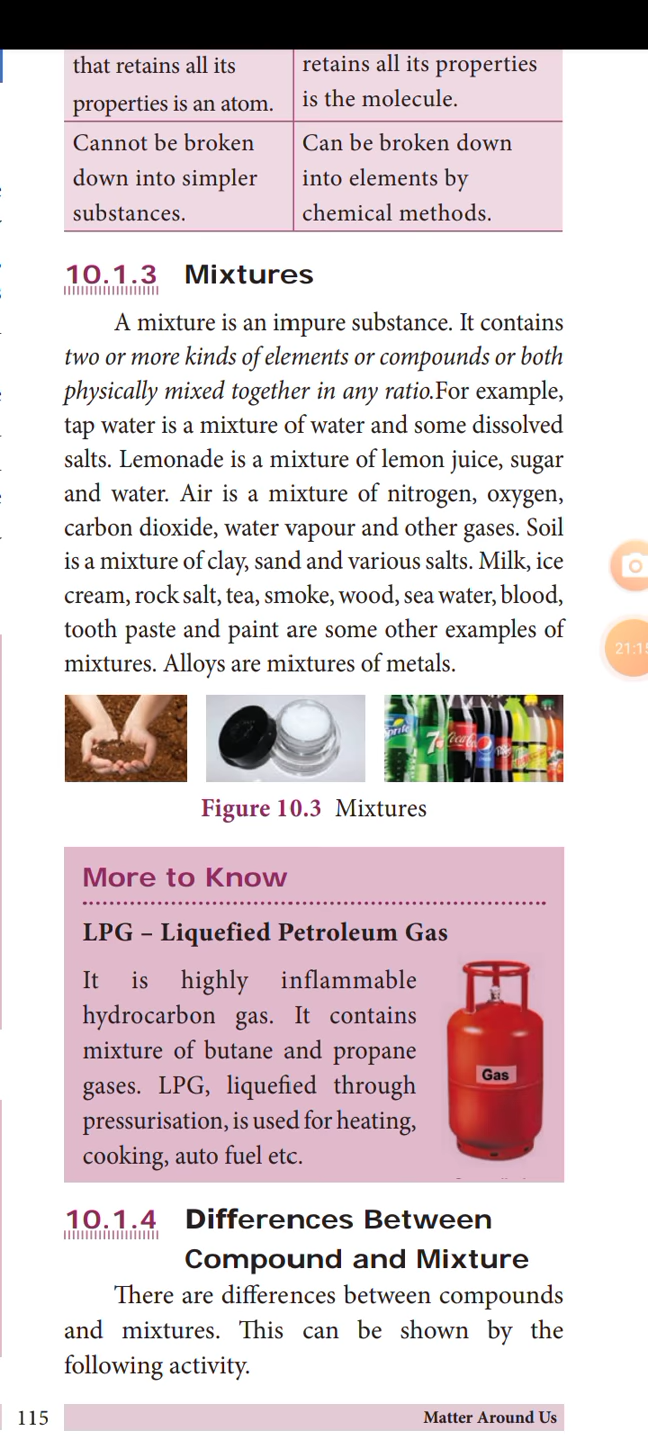 that retains all its
properties is an atom.
retains all its properties
is the molecule.
Cannot be broken
down into simpler
substances.
Can be broken down
into elements by
chemical methods.
10.1.3 Mixtures
A mixture is an impure substance. It contains
two or more kinds of elements or compounds or both
physically mixed together in any ratio.For example,
tap water is a mixture of water and some dissolved
salts. Lemonade is a mixture of lemon juice, sugar
and water. Air is a mixture of nitrogen, oxygen,
carbon dioxide, water vapour and other gases. Soil
is a mixture of clay, sand and various salts. Milk, ice
cream, rock salt, tea, smoke, wood, sea water, blood,
tooth paste and paint are some other examples of
mixtures. Alloys are mixtures of metals.
Sprite
7
Coca-Cola
Figure 10.3 Mixtures
More to Know
LPG – Liquefied Petroleum Gas
It is highly inflammable
hydrocarbon gas. It contains
mixture of butane and propane
gases. LPG, liquefied through
pressurisation, is used for heating,
cooking, auto fuel etc.
Gas
10.1.4 Differences Between
Compound and Mixture
There are differences between compounds
and mixtures. This can be shown by the
following activity.
115
Matter Around Us